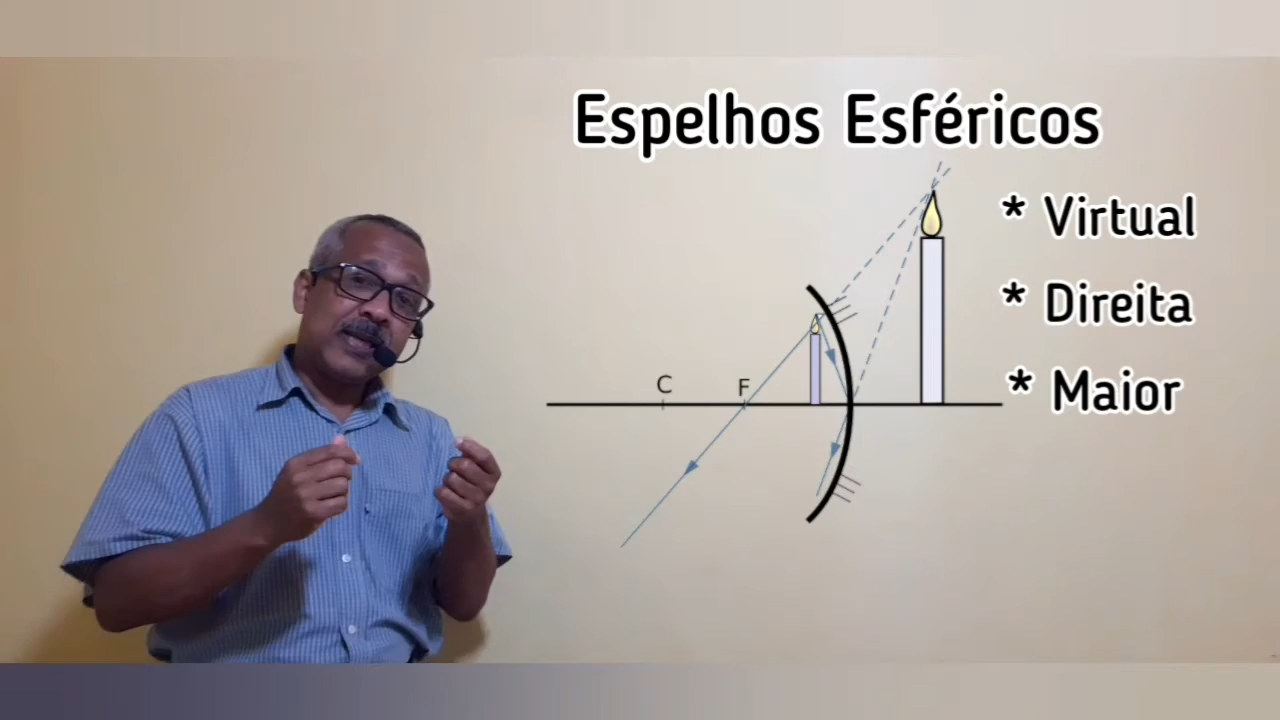 Espelhos Esféricos
* Virtual
* Direita
* Maior
C
F